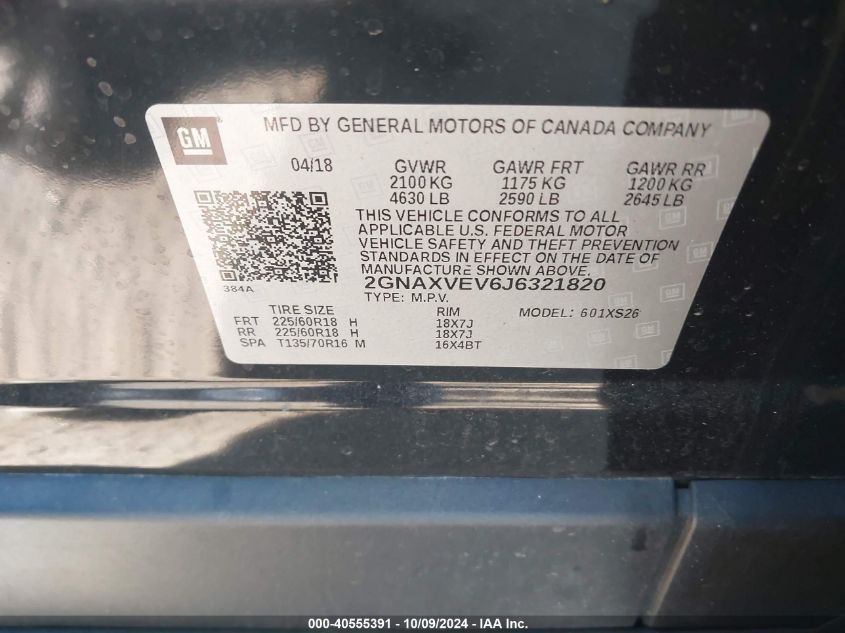 GM MFD BY GENERAL MOTORS OF CANADA COMPANY
04/18 GVWR GAWR FRT GAWR RR
2100 KG 1175 KG 1200 KG
4630 LB 2590 LB 2645 LB
THIS VEHICLE CONFORMS TO ALL
APPLICABLE U.S. FEDERAL MOTOR
VEHICLE SAFETY AND THEFT PREVENTION
STANDARDS IN EFFECT ON THE DATE OF
MANUFACTURE SHOWN ABOVE.
384A 2GNAXVEV6J6321820
TYPE: M.P.V.
TIRE SIZE RIM MODEL: 601XS26
FRT 225/60R18 H 18X7J
RR 225/60R18 H 18X7J
SPA T135/70R16 M 16X4BT
000-40555391 - 10/09/2024 - IAA Inc.